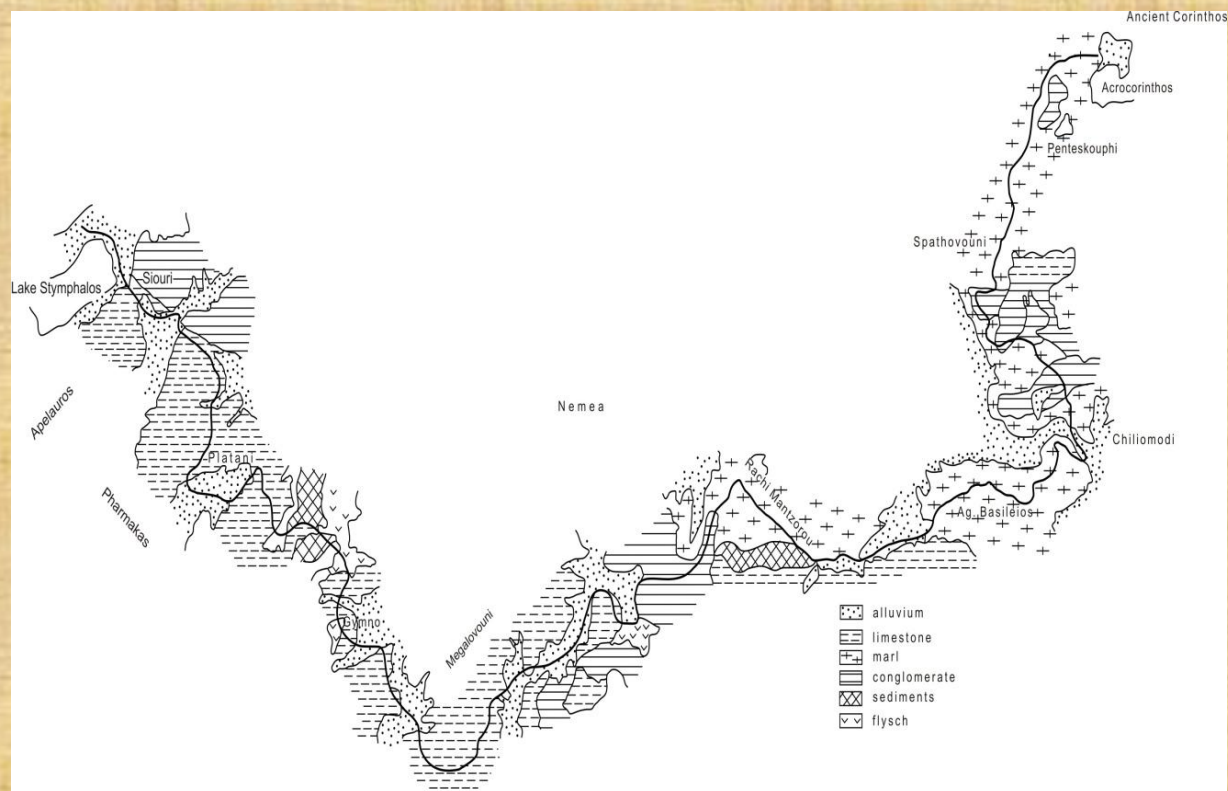 Ancient Corinthos
Acrocorinthos
Penteskouphi
Spathovouni
Lake Stymphalos
Siouri
Apelauros
Nemea
Chiliomodi
Platani
Rachi Mantzorou
Pharmakas
Ag. Basileios
Gymno
Megalovouni
alluvium
limestone
marl
conglomerate
sediments
flysch